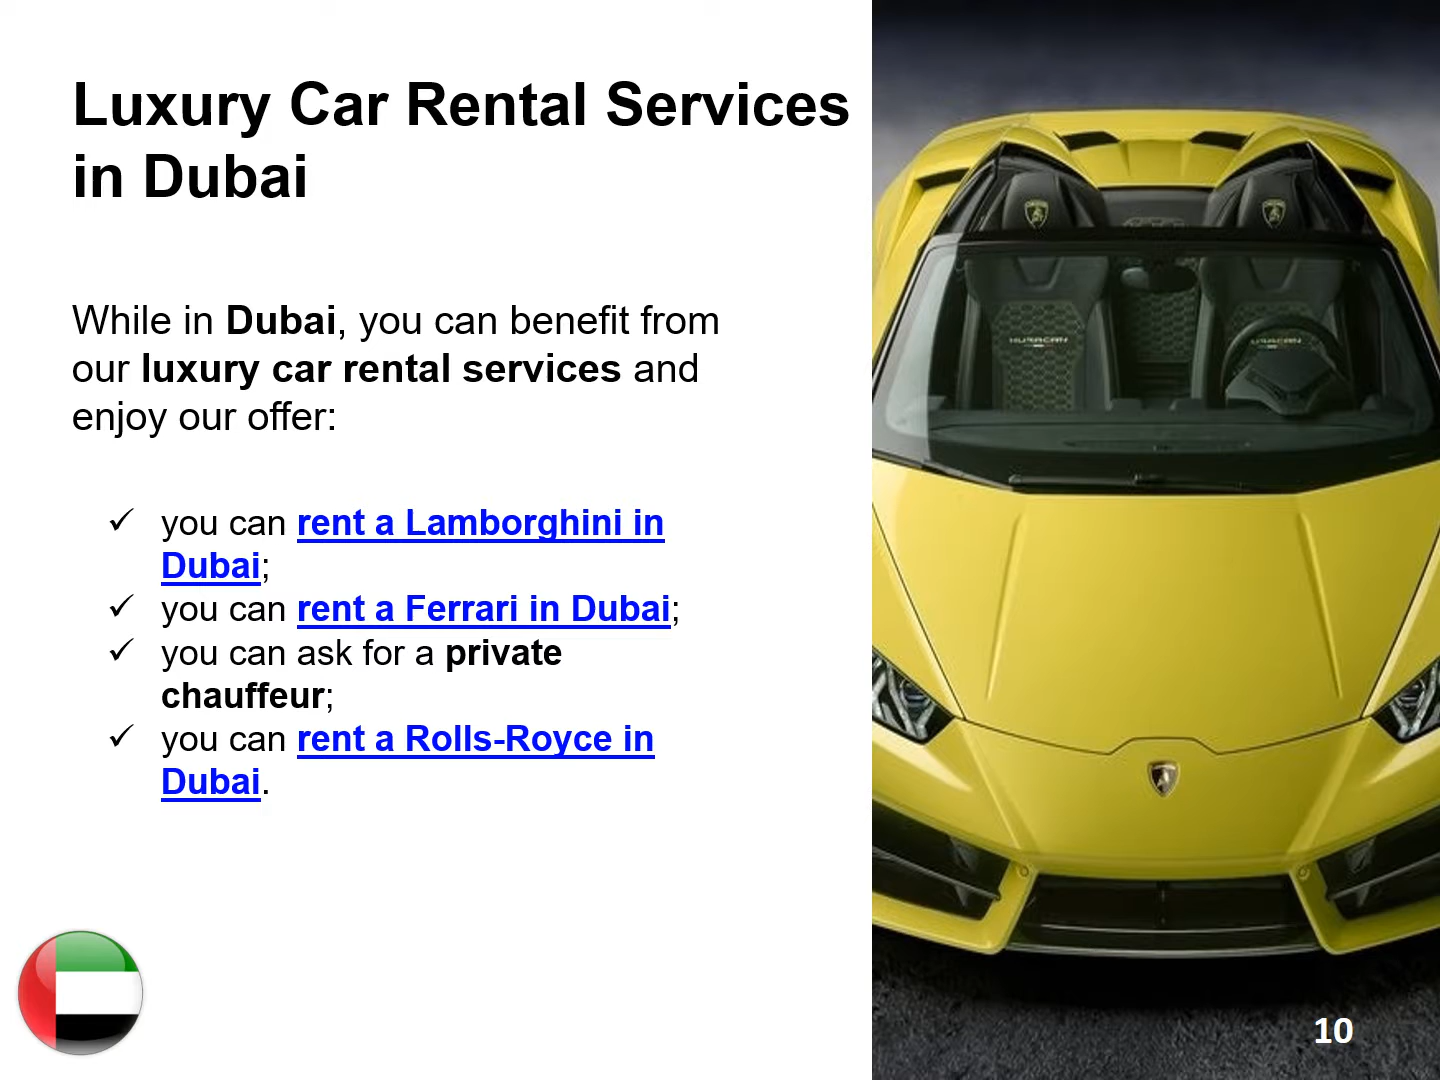 Luxury Car Rental Services
in Dubai
While in Dubai, you can benefit from
our luxury car rental services and
enjoy our offer:
✓ you can rent a Lamborghini in
Dubai;
✓ you can rent a Ferrari in Dubai;
✓ you can ask for a private
chauffeur;
✓ you can rent a Rolls-Royce in
Dubai.
HURACAN
10